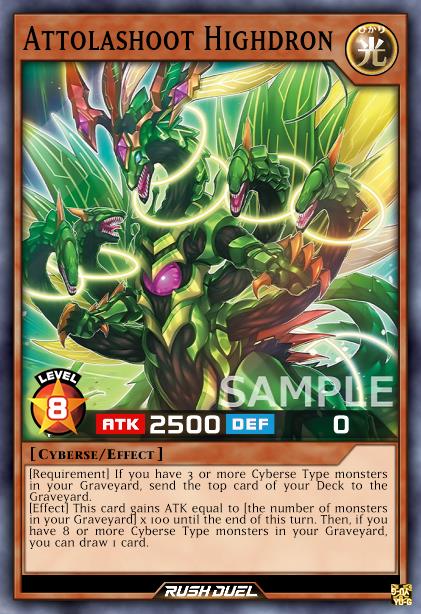 ATTOLASHOOT HIGHDRON
ひかり
光
SAMPLE
LEVEL
8
ATK 2500 DEF 0
[ CYBERSE/EFFECT ]
[Requirement] If you have 3 or more Cyberse Type monsters
in your Graveyard, send the top card of your Deck to the
Graveyard.
[Effect] This card gains ATK equal to [the number of monsters
in your Graveyard] x 100 until the end of this turn. Then, if you
have 8 or more Cyberse Type monsters in your Graveyard,
you can draw 1 card.
RUSH DUEL